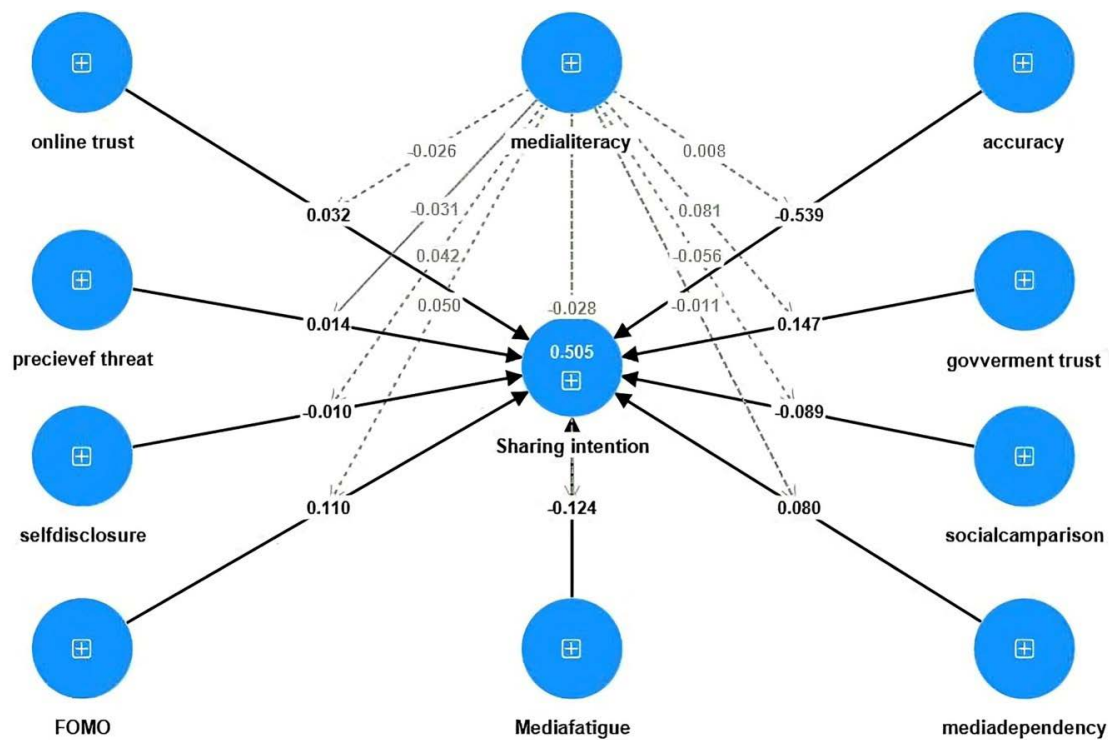 online trust
medialiteracy
accuracy
-0.026
0.008
0.032
-0.031
0.081
-0.539
0.042
-0.056
0.050
-0.028
-0.011
0.014
0.147
precievef threat
0.505
govverment trust
-0.010
-0.089
Sharing intention
selfdisclosure
0.110
-0.124
0.080
socialcamparison
FOMO
Mediafatigue
mediadependency